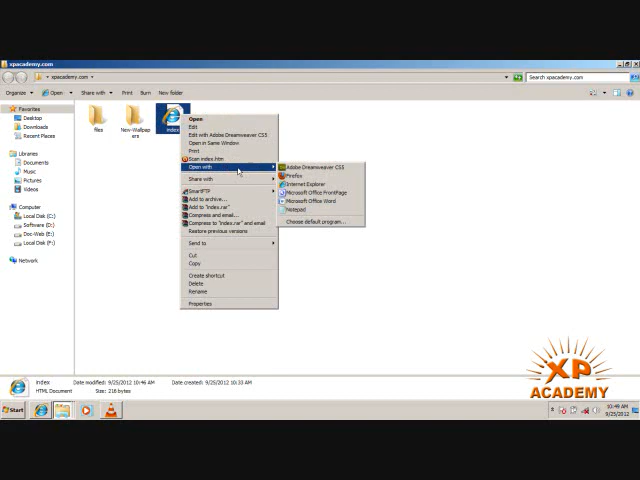 xpacademy.com
xpacademy.com
Search xpacademy.com
Organize
Open
Share with
Print
Burn
New folder
Favorites
Desktop
Downloads
Recent Places
Libraries
Documents
Music
Pictures
Videos
Computer
Local Disk (C:)
Software (D:)
Doc-Web (E:)
Local Disk (F:)
Network
files
New-Wallpap
ers
index
Open
Edit
Edit with Adobe Dreamweaver CS5
Open in Same Window
Print
Scan index.htm
Open with
Share with
SmartFTP
Add to archive...
Add to "index.rar"
Compress and email...
Compress to "index.rar" and email
Restore previous versions
Send to
Cut
Copy
Create shortcut
Delete
Rename
Properties
Adobe Dreamweaver CS5
Firefox
Internet Explorer
Microsoft Office FrontPage
Microsoft Office Word
Notepad
Choose default program...
index
Date modified: 9/25/2012 10:46 AM
Date created: 9/25/2012 10:33 AM
HTML Document
Size: 218 bytes
XP
ACADEMY
Start
10:49 AM
9/25/2012